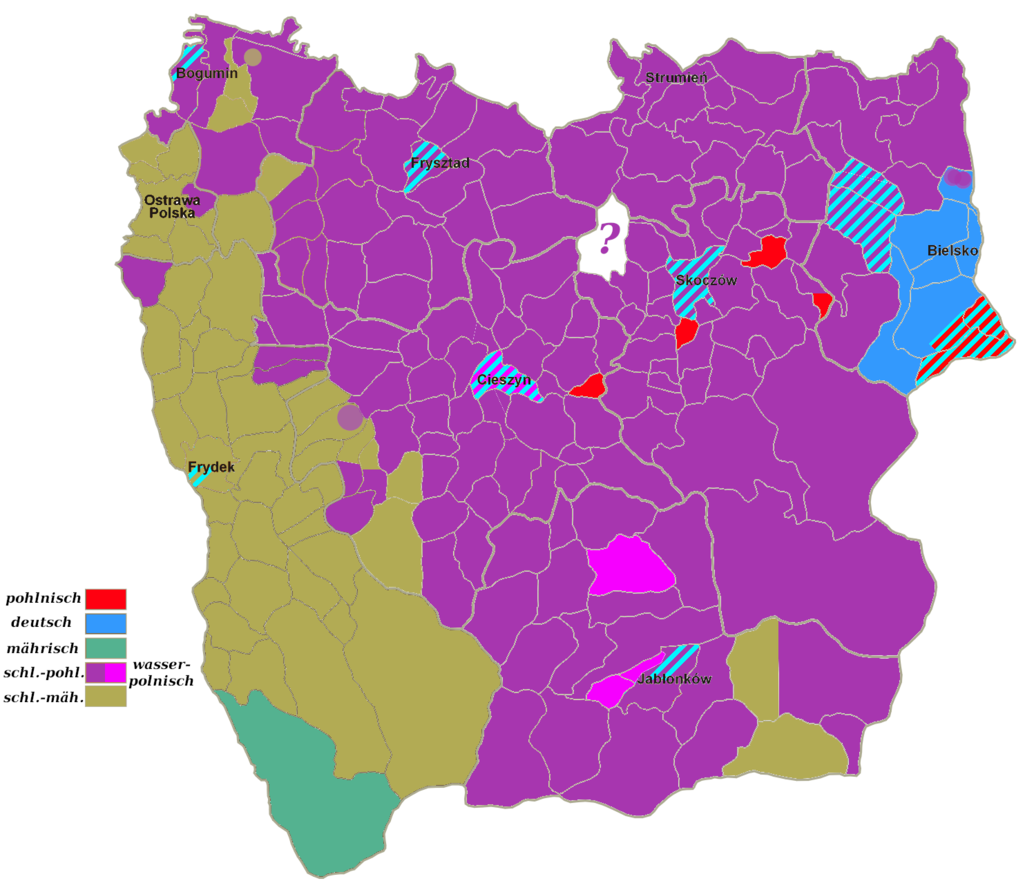 Bogumin
Strumień
Frysztad
Ostrawa
Polska
?
Bielsko
Skoczów
Cieszyn
Frydek
Jabłonków
pohlnisch
deutsch
mährisch
schl.-pohl.
wasser-
polnisch
schl.-mäh.